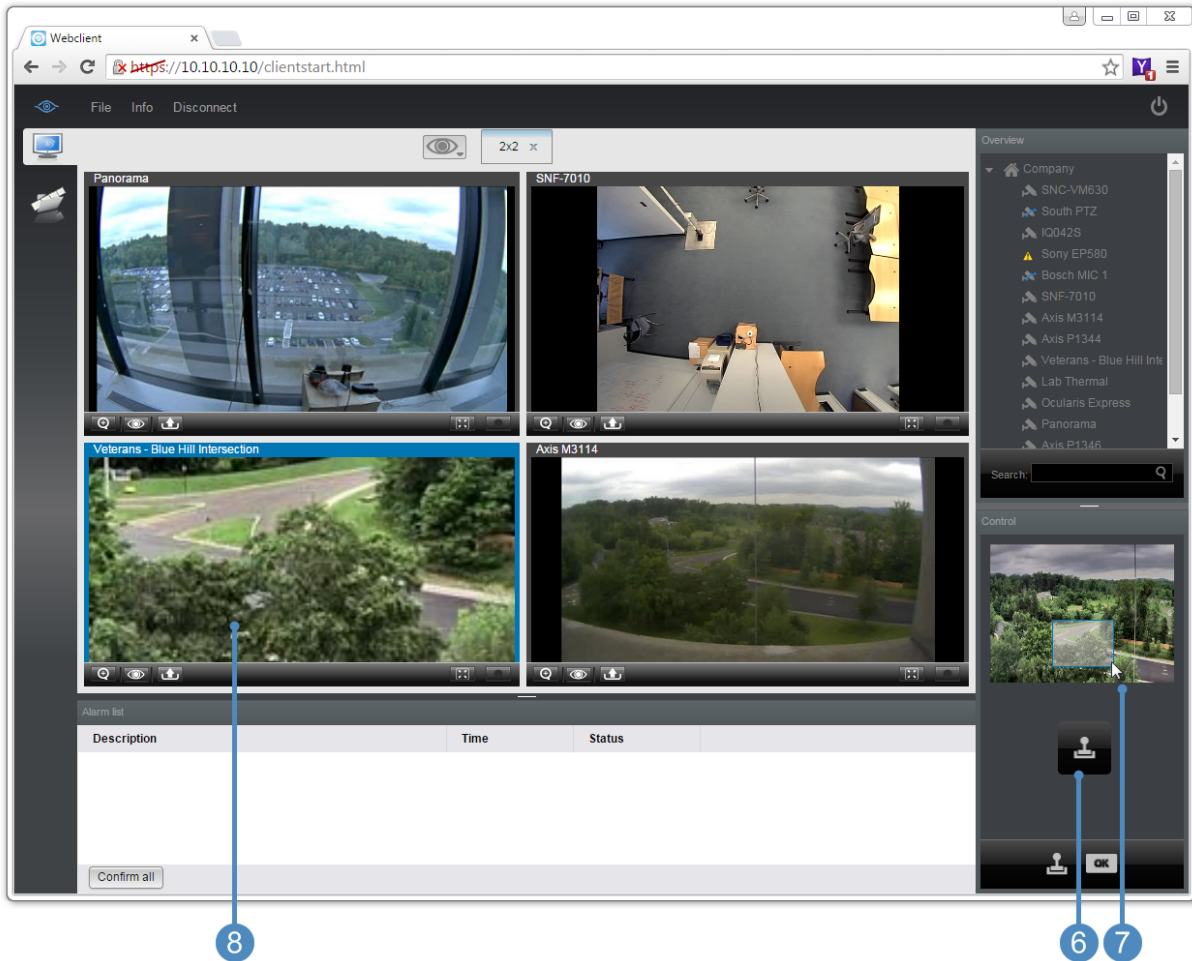 Webclient x
https://10.10.10.10/clientstart.html
Y 1
File Info Disconnect
2x2 x
Overview
Company
SNC-VM630
South PTZ
IQ042S
Sony EP580
Bosch MIC 1
SNF-7010
Axis M3114
Axis P1344
Veterans - Blue Hill Inte
Lab Thermal
Ocularis Express
Panorama
Axis P1346
Search:
Panorama
SNF-7010
Veterans - Blue Hill Intersection
Axis M3114
Control
OK
Alarm list
Description Time Status
Confirm all
8 6 7